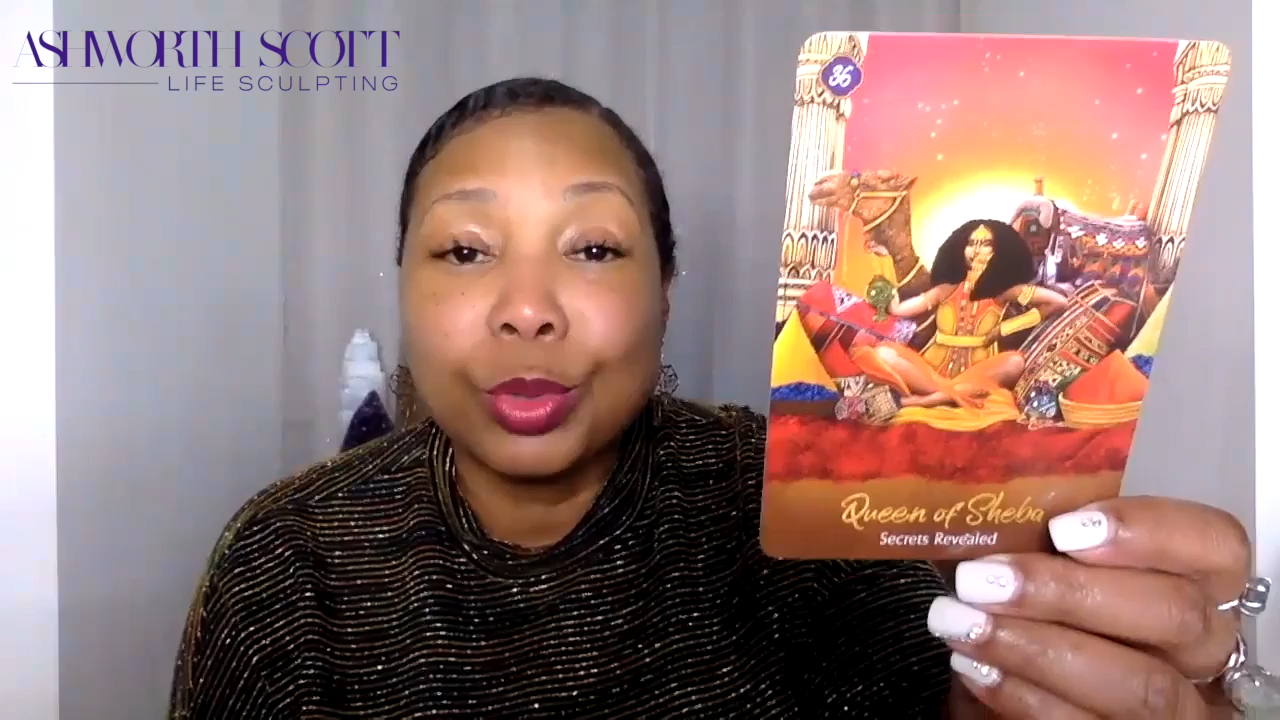 ASHWORTH SCOTT
LIFE SCULPTING
36
Queen of Sheba
Secrets Revealed